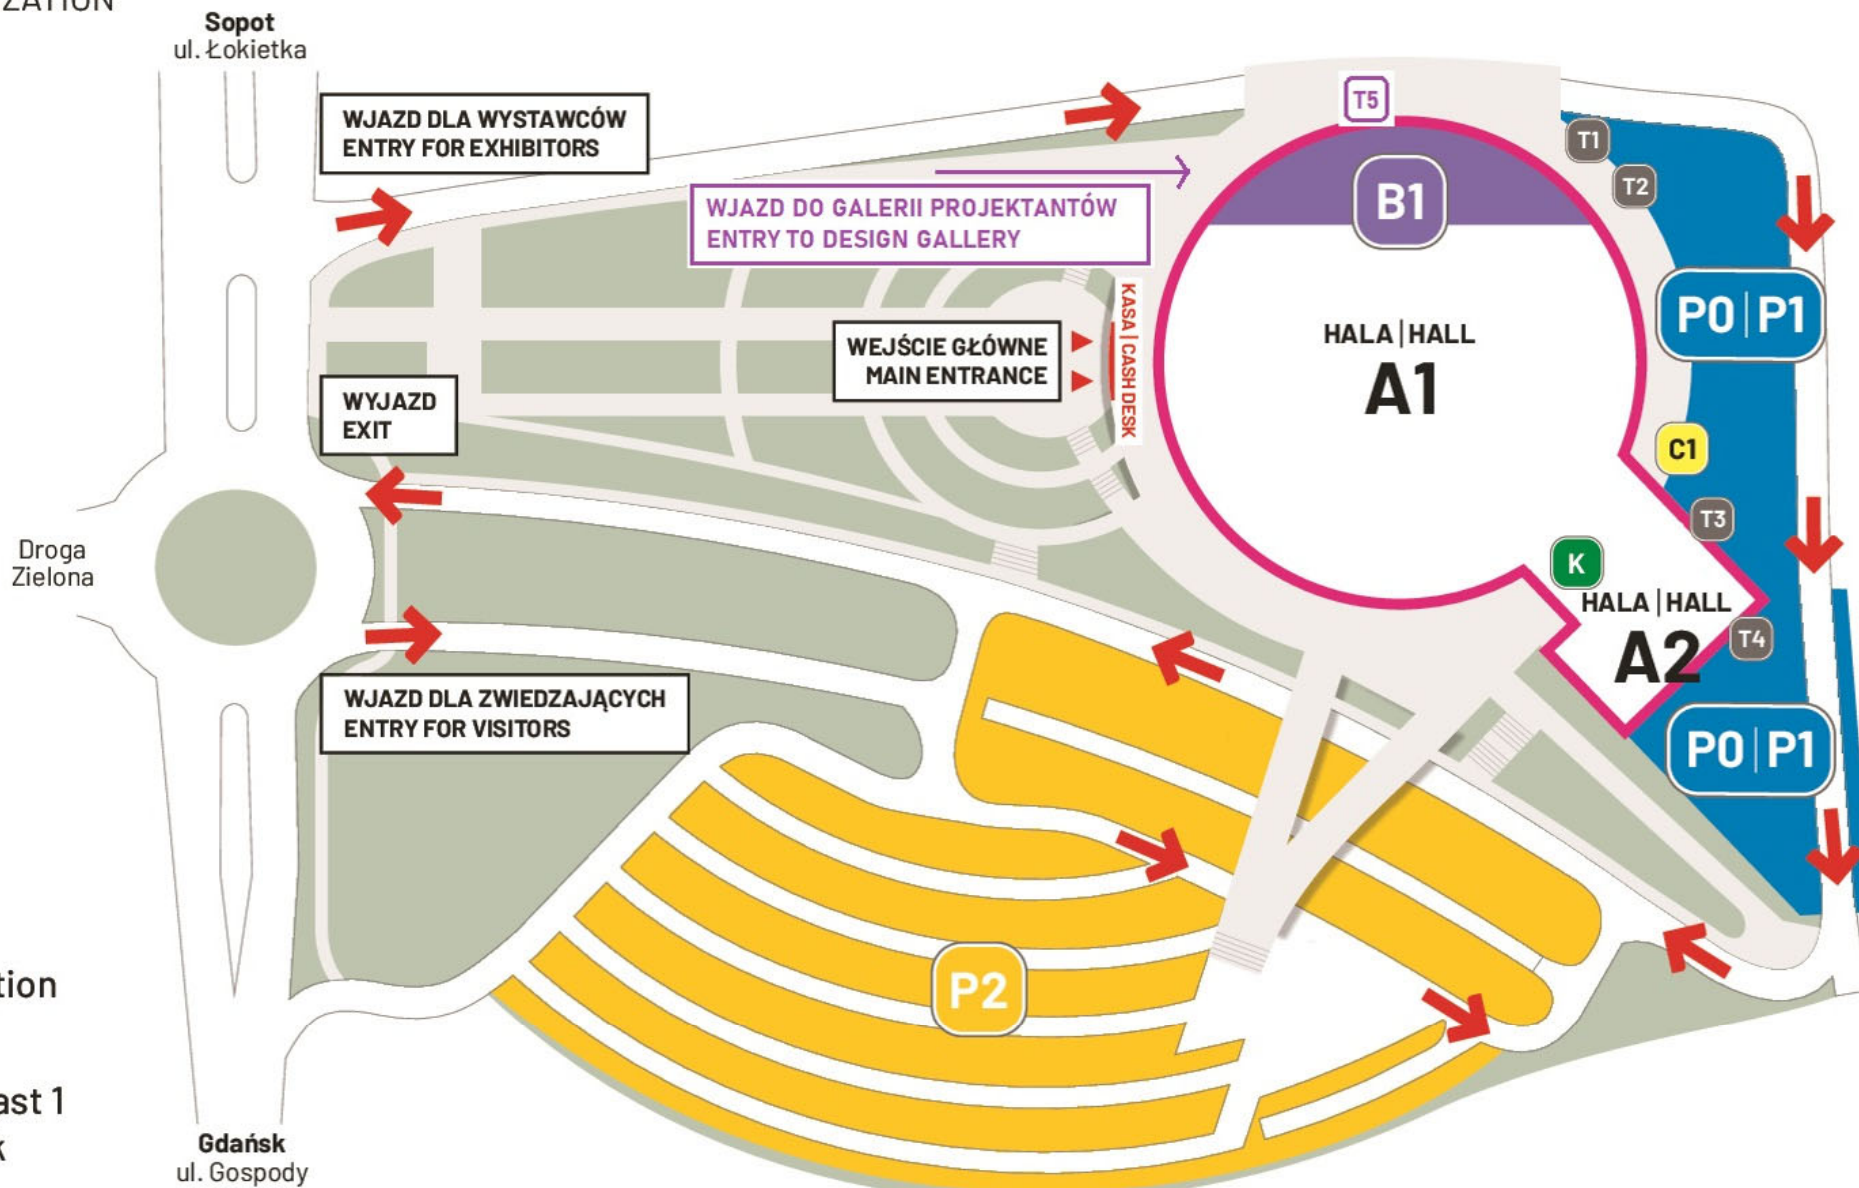 ZATION
Sopot
ul. Łokietka
WJAZD DLA WYSTAWCÓW
ENTRY FOR EXHIBITORS
T5
T1
T2
B1
WJAZD DO GALERII PROJEKTANTÓW
ENTRY TO DESIGN GALLERY
P0|P1
HALA|HALL
A1
WEJŚCIE GŁÓWNE
MAIN ENTRANCE
KASA|CASH DESK
WYJAZD
EXIT
C1
T3
K
Droga
Zielona
HALA|HALL
A2
T4
WJAZD DLA ZWIEDZAJĄCYCH
ENTRY FOR VISITORS
P0|P1
P2
tion
ast 1
k
Gdańsk
ul. Gospody